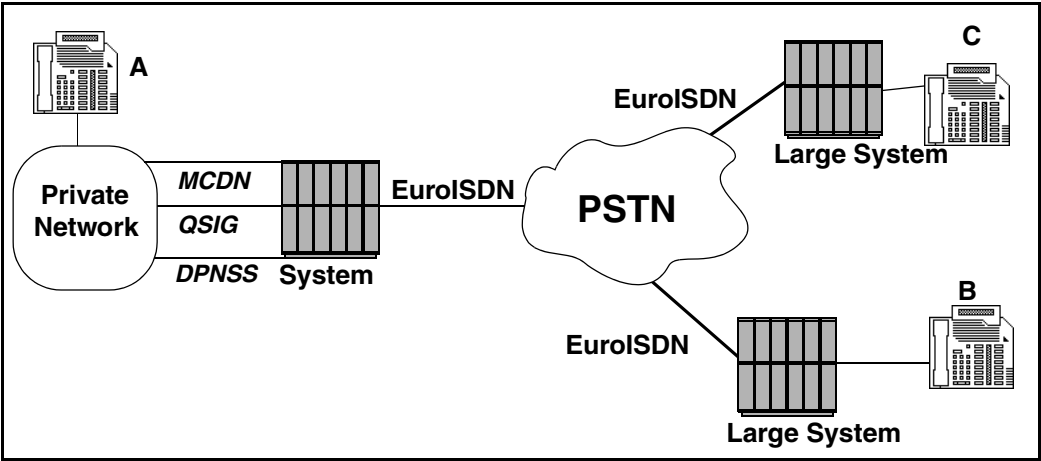 A
C
EuroISDN
Large System
MCDN
EuroISDN
Private
Network
PSTN
QSIG
DPNSS
System
B
EuroISDN
Large System